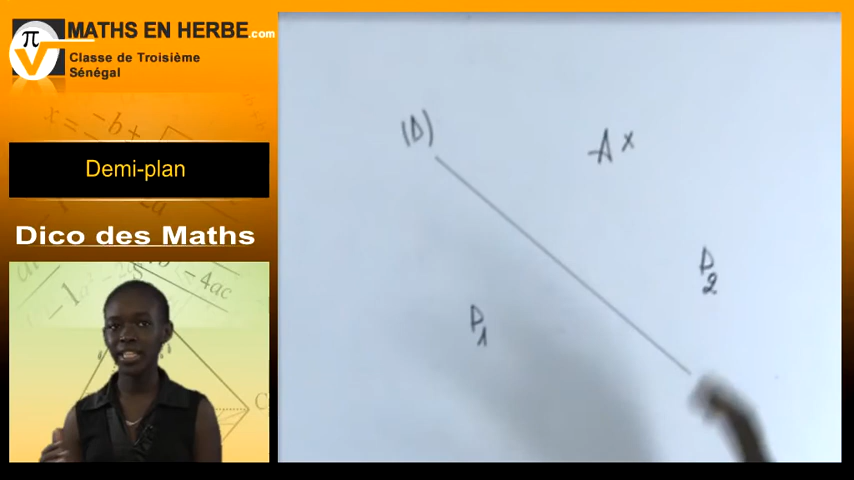 π
MATHS EN HERBE.com
Classe de Troisième
Sénégal
Demi-plan
Dico des Maths
(D)
A x
P1
P2